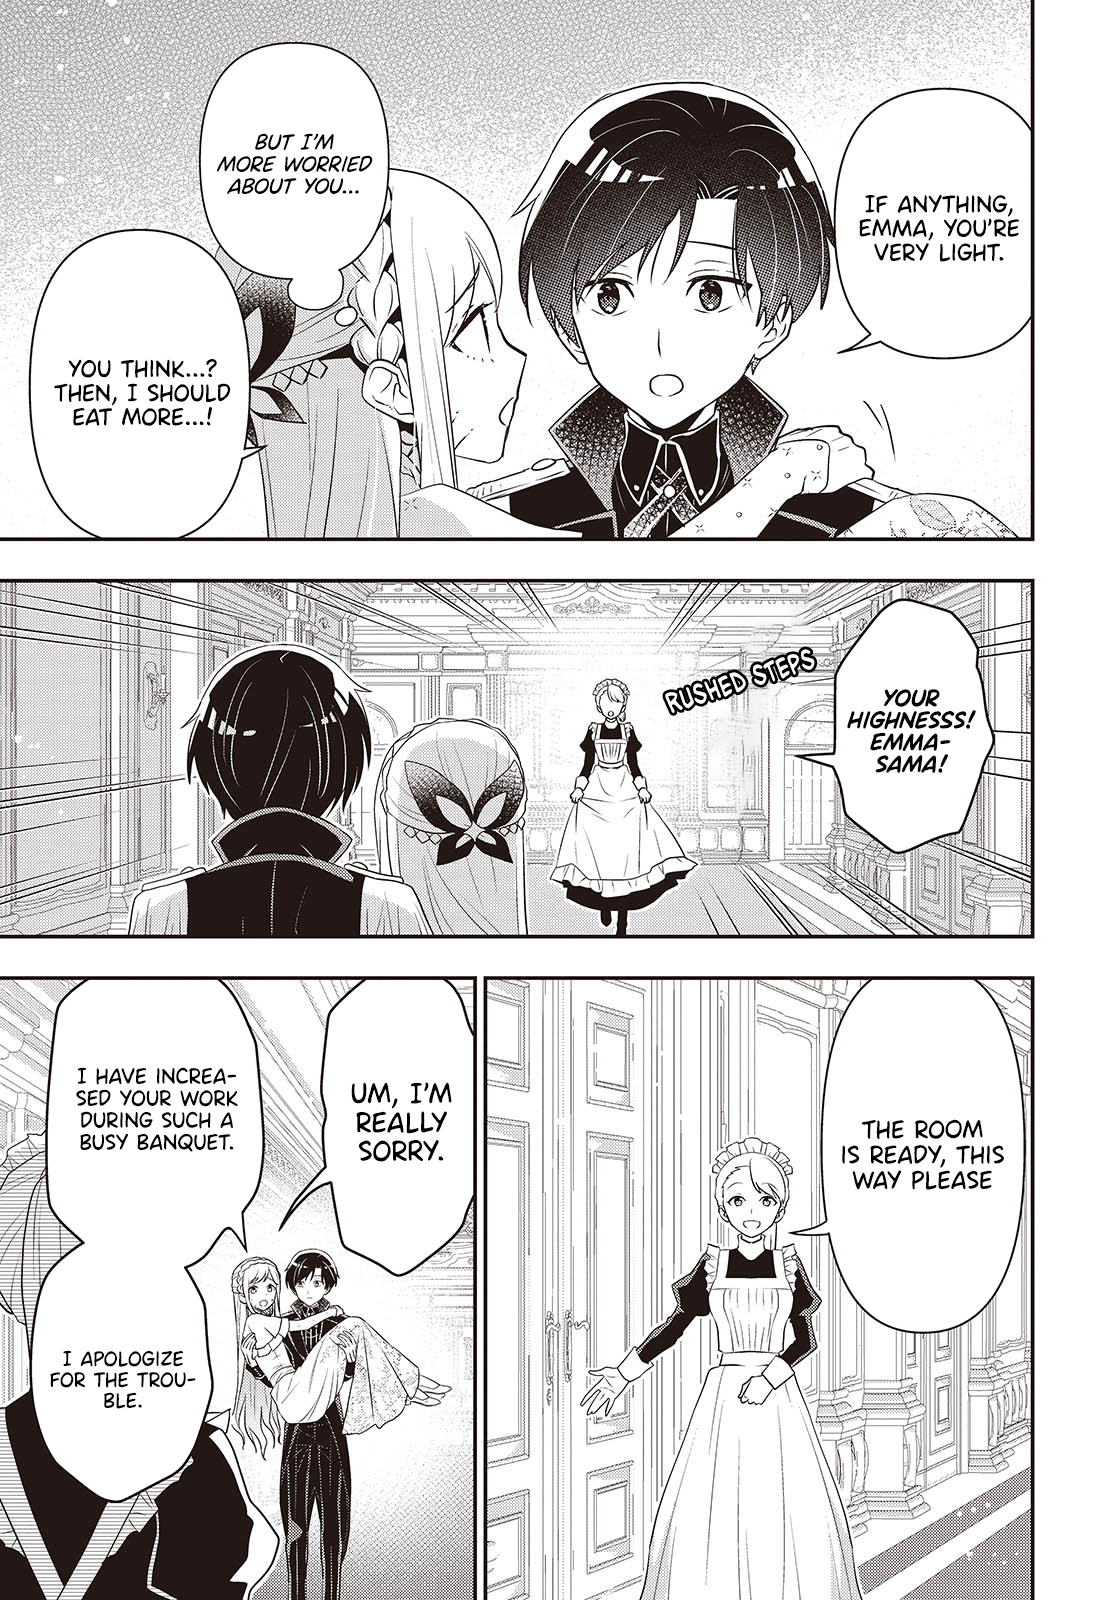 IF ANYTHING,
EMMA, YOU'RE
VERY LIGHT.
BUT I'M
MORE WORRIED
ABOUT YOU...
YOU THINK...?
THEN, I SHOULD
EAT MORE...!
YOUR
HIGHNESSS!
EMMA-
SAMA!
RUSHED STEPS
THE ROOM
IS READY, THIS
WAY PLEASE
UM, I'M
REALLY
SORRY.
I HAVE INCREA-
SED YOUR WORK
DURING SUCH A
BUSY BANQUET.
I APOLOGIZE
FOR THE TROU-
BLE.